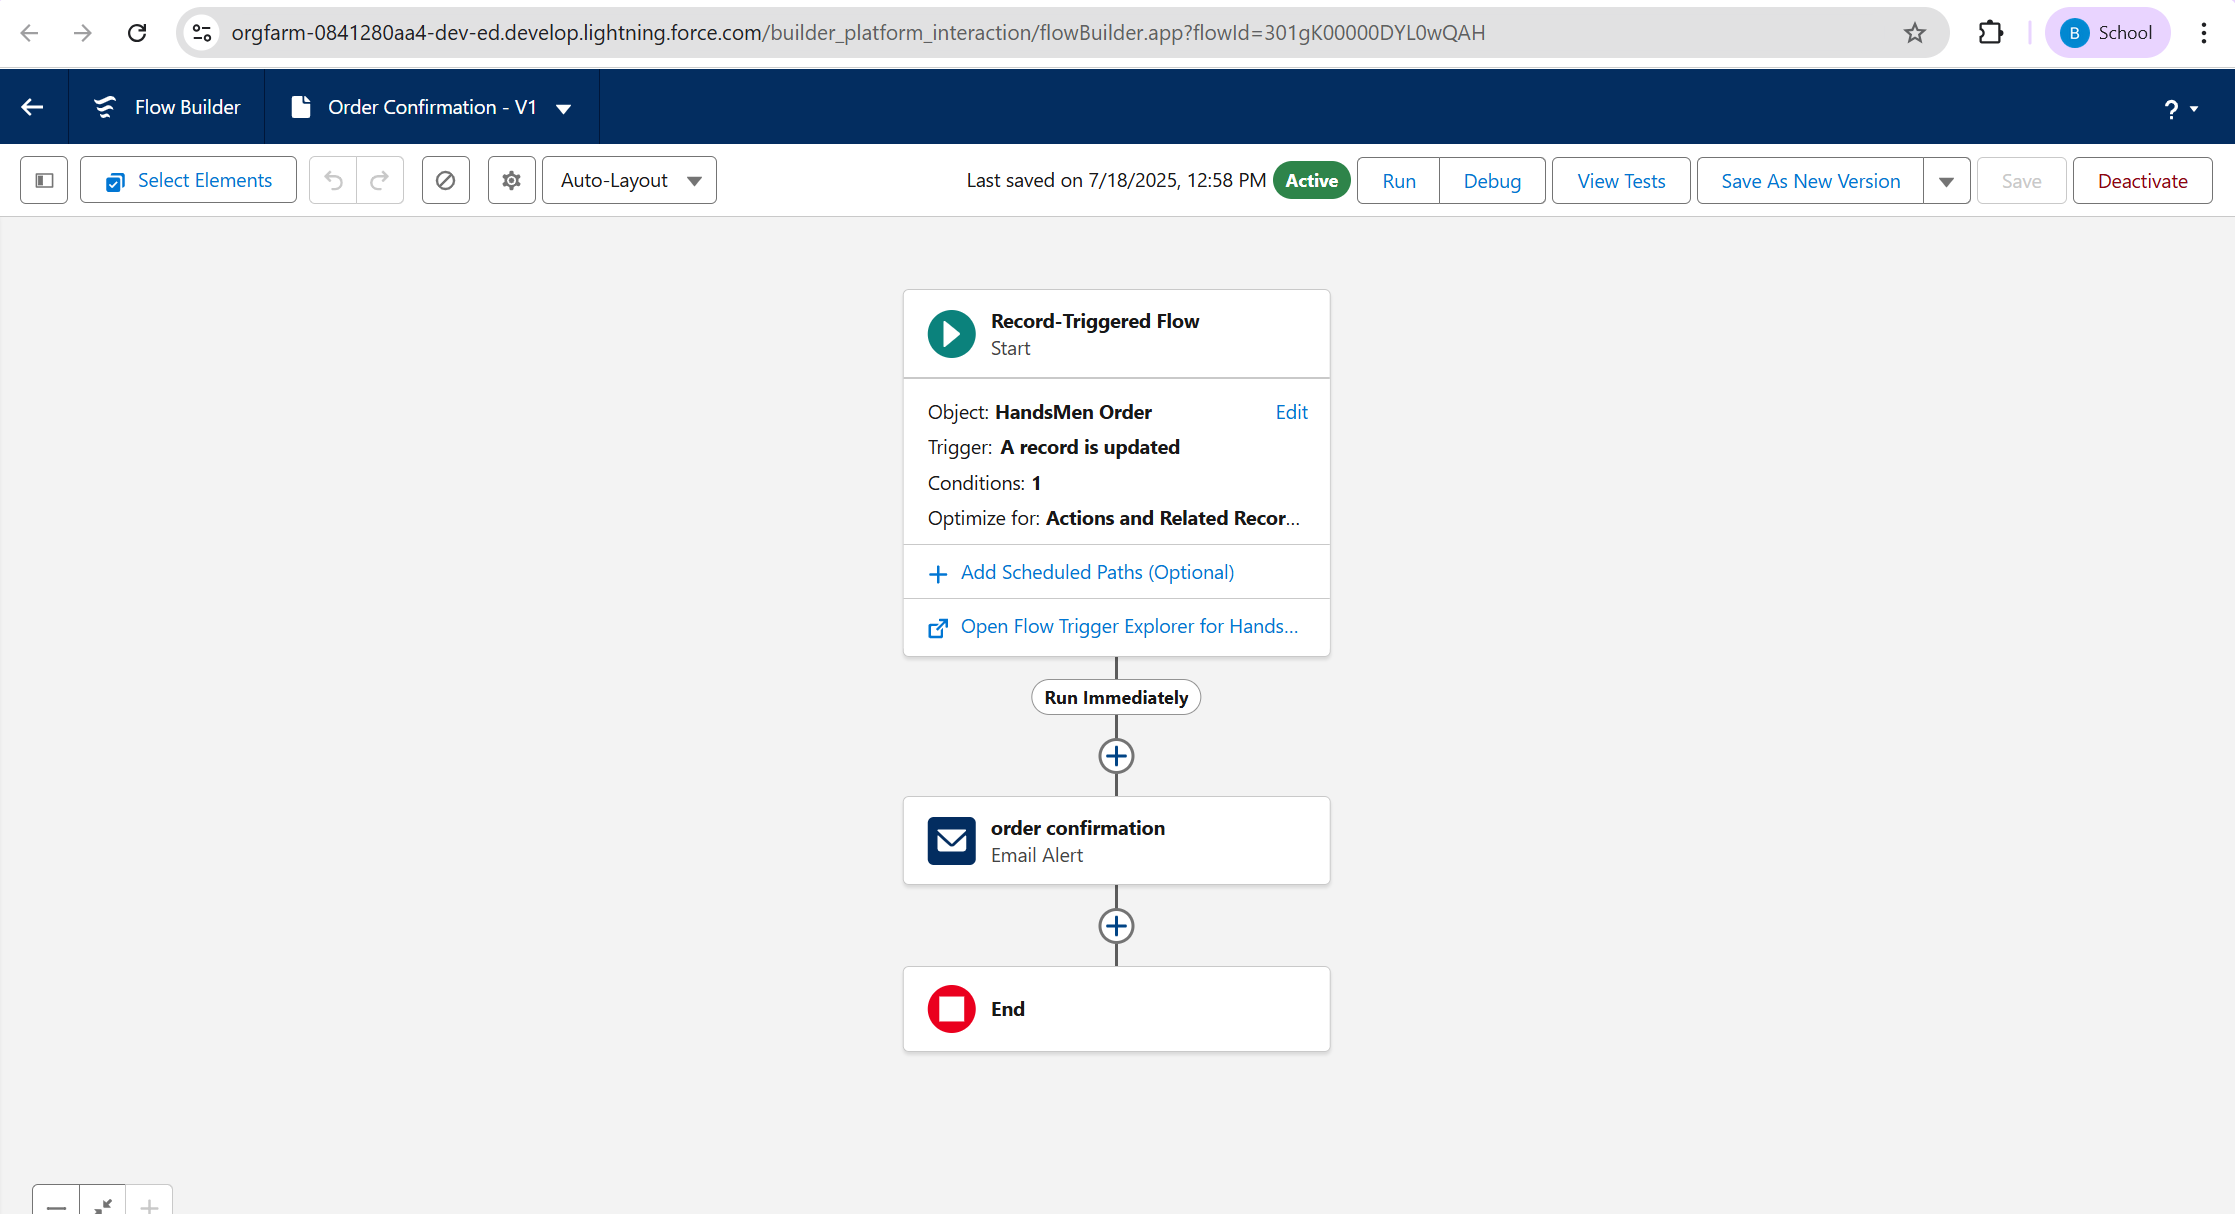 orgfarm-0841280aa4-dev-ed.develop.lightning.force.com/builder_platform_interaction/flowBuilder.app?flowId=301gK00000DYL0wQAH
B School
Flow Builder
Order Confirmation - V1
?
Select Elements
Auto-Layout
Last saved on 7/18/2025, 12:58 PM
Active
Run
Debug
View Tests
Save As New Version
Save
Deactivate
Record-Triggered Flow
Start
Object: HandsMen Order
Edit
Trigger: A record is updated
Conditions: 1
Optimize for: Actions and Related Recor...
Add Scheduled Paths (Optional)
Open Flow Trigger Explorer for Hands...
Run Immediately
order confirmation
Email Alert
End